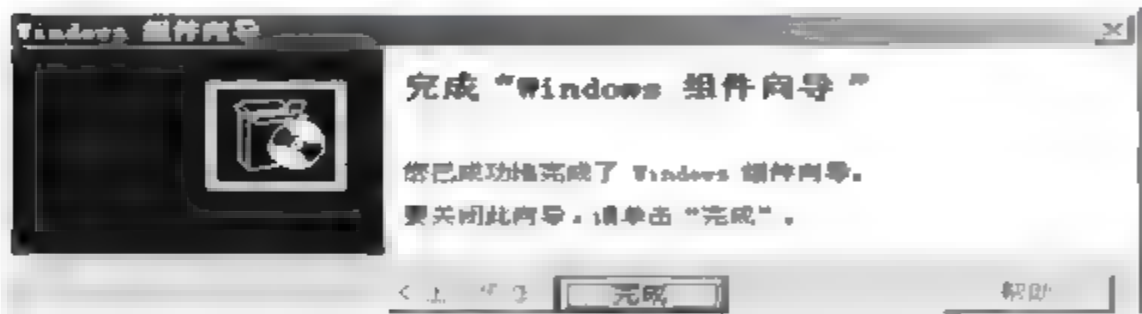 Windows 组件向导
完成“Windows 组件向导”
您已成功地完成了 Windows 组件向导。
要关闭此向导，请单击“完成”。
完成
帮助